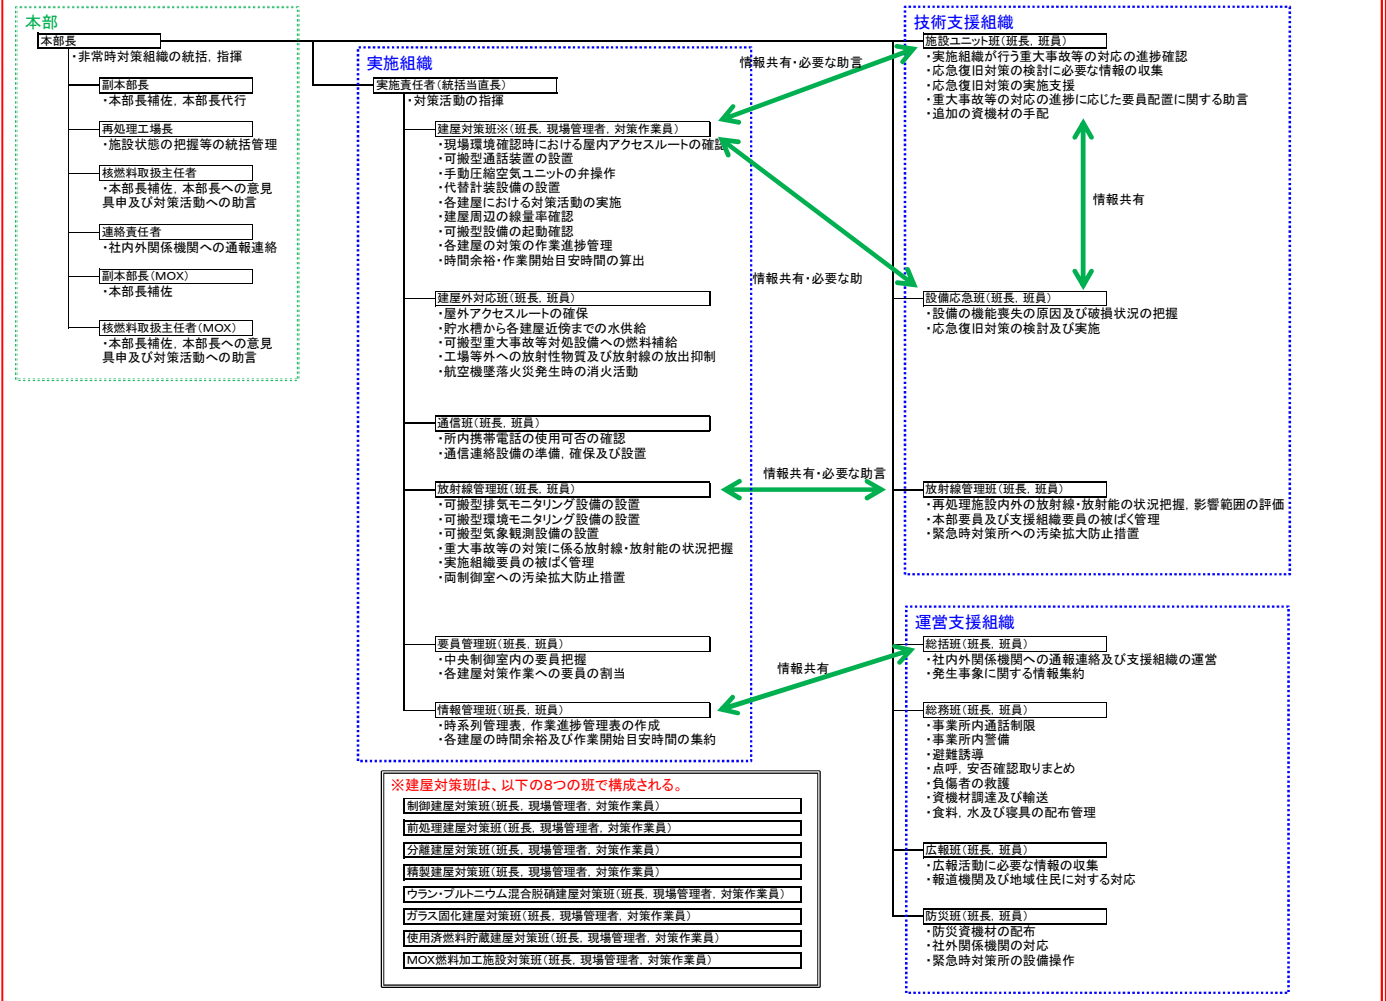 本部
本部長
・非常時対策組織の統括，指揮
副本部長
・本部長補佐，本部長代行
再処理工場長
・施設状態の把握等の統括管理
核燃料取扱主任者
・本部長補佐，本部長への意見
具申及び対策活動への助言
連絡責任者
・社内外関係機関への通報連絡
副本部長（MOX）
・本部長補佐
核燃料取扱主任者（MOX）
・本部長補佐，本部長への意見
具申及び対策活動への助言
実施組織
実施責任者（統括当直長）
・対策活動の指揮
建屋対策班※（班長，現場管理者，対策作業員）
・現場環境確認時における屋内アクセスルートの確認
・可搬型通話装置の設置
・手動圧縮空気ユニットの弁操作
・代替計装設備の設置
・各建屋における対策活動の実施
・建屋周辺の線量率確認
・可搬型設備の起動確認
・各建屋の対策の作業進捗管理
・時間余裕・作業開始目安時間の算出
建屋外対応班（班長，班員）
・屋外アクセスルートの確保
・貯水槽から各建屋近傍までの水供給
・可搬型重大事故等対処設備への燃料補給
・工場等外への放射性物質及び放射線の放出抑制
・航空機墜落火災発生時の消火活動
通信班（班長，班員）
・所内携帯電話の使用可否の確認
・通信連絡設備の準備，確保及び設置
放射線管理班（班長，班員）
・可搬型排気モニタリング設備の設置
・可搬型環境モニタリング設備の設置
・可搬型気象観測設備の設置
・重大事故等の対策に係る放射線・放射能の状況把握
・実施組織要員の被ばく管理
・両制御室への汚染拡大防止措置
要員管理班（班長，班員）
・中央制御室内の要員把握
・各建屋対策作業への要員の割当
情報管理班（班長，班員）
・時系列管理表，作業進捗管理表の作成
・各建屋の時間余裕及び作業開始目安時間の集約
※建屋対策班は、以下の8つの班で構成される。
制御建屋対策班（班長，現場管理者，対策作業員）
前処理建屋対策班（班長，現場管理者，対策作業員）
分離建屋対策班（班長，現場管理者，対策作業員）
精製建屋対策班（班長，現場管理者，対策作業員）
ウラン・プルトニウム混合脱硝建屋対策班（班長，現場管理者，対策作業員）
ガラス固化建屋対策班（班長，現場管理者，対策作業員）
使用済燃料貯蔵建屋対策班（班長，現場管理者，対策作業員）
MOX燃料加工施設対策班（班長，現場管理者，対策作業員）
情報共有・必要な助言
情報共有・必要な助
情報共有・必要な助言
情報共有
技術支援組織
施設ユニット班（班長，班員）
・実施組織が行う重大事故等の対応の進捗確認
・応急復旧対策の検討に必要な情報の収集
・応急復旧対策の実施支援
・重大事故等の対応の進捗に応じた要員配置に関する助言
・追加の資機材の手配
情報共有
設備応急班（班長，班員）
・設備の機能喪失の原因及び破損状況の把握
・応急復旧対策の検討及び実施
放射線管理班（班長，班員）
・再処理施設内外の放射線・放射能の状況把握，影響範囲の評価
・本部要員及び支援組織要員の被ばく管理
・緊急時対策所への汚染拡大防止措置
運営支援組織
総括班（班長，班員）
・社内外関係機関への通報連絡及び支援組織の運営
・発生事象に関する情報集約
総務班（班長，班員）
・事業所内通話制限
・事業所内警備
・避難誘導
・点呼，安否確認取りまとめ
・負傷者の救護
・資機材調達及び輸送
・食料，水及び寝具の配布管理
広報班（班長，班員）
・広報活動に必要な情報の収集
・報道機関及び地域住民に対する対応
防災班（班長，班員）
・防災資機材の配布
・社外関係機関の対応
・緊急時対策所の設備操作